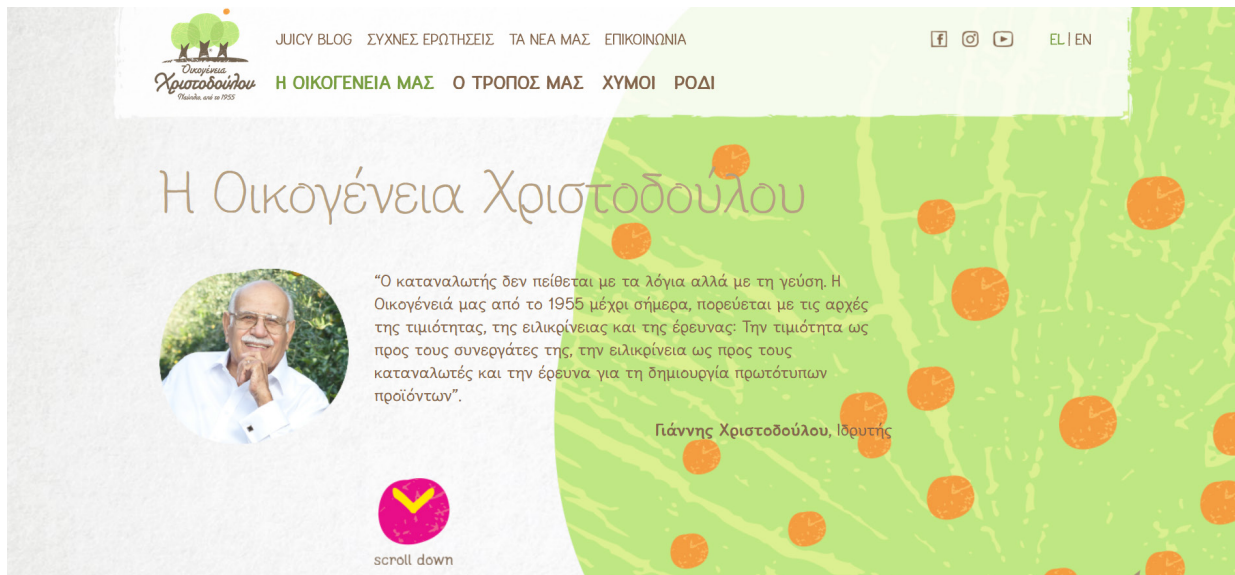 JUICY BLOG ΣΥΧΝΕΣ ΕΡΩΤΗΣΕΙΣ ΤΑ ΝΕΑ ΜΑΣ ΕΠΙΚΟΙΝΩΝΙΑ
EL | EN
Οικογένεια
Χριστοδούλου
Ναύπλιο, από το 1955
Η ΟΙΚΟΓΕΝΕΙΑ ΜΑΣ Ο ΤΡΟΠΟΣ ΜΑΣ ΧΥΜΟΙ ΡΟΔΙ
Η Οικογένεια Χριστοδούλου
“Ο καταναλωτής δεν πείθεται με τα λόγια αλλά με τη γεύση. Η
Οικογένειά μας από το 1955 μέχρι σήμερα, πορεύεται με τις αρχές
της τιμιότητας, της ειλικρίνειας και της έρευνας: Την τιμιότητα ως
προς τους συνεργάτες της, την ειλικρίνεια ως προς τους
καταναλωτές και την έρευνα για τη δημιουργία πρωτότυπων
προϊόντων”.
Γιάννης Χριστοδούλου, Ιδρυτής
scroll down